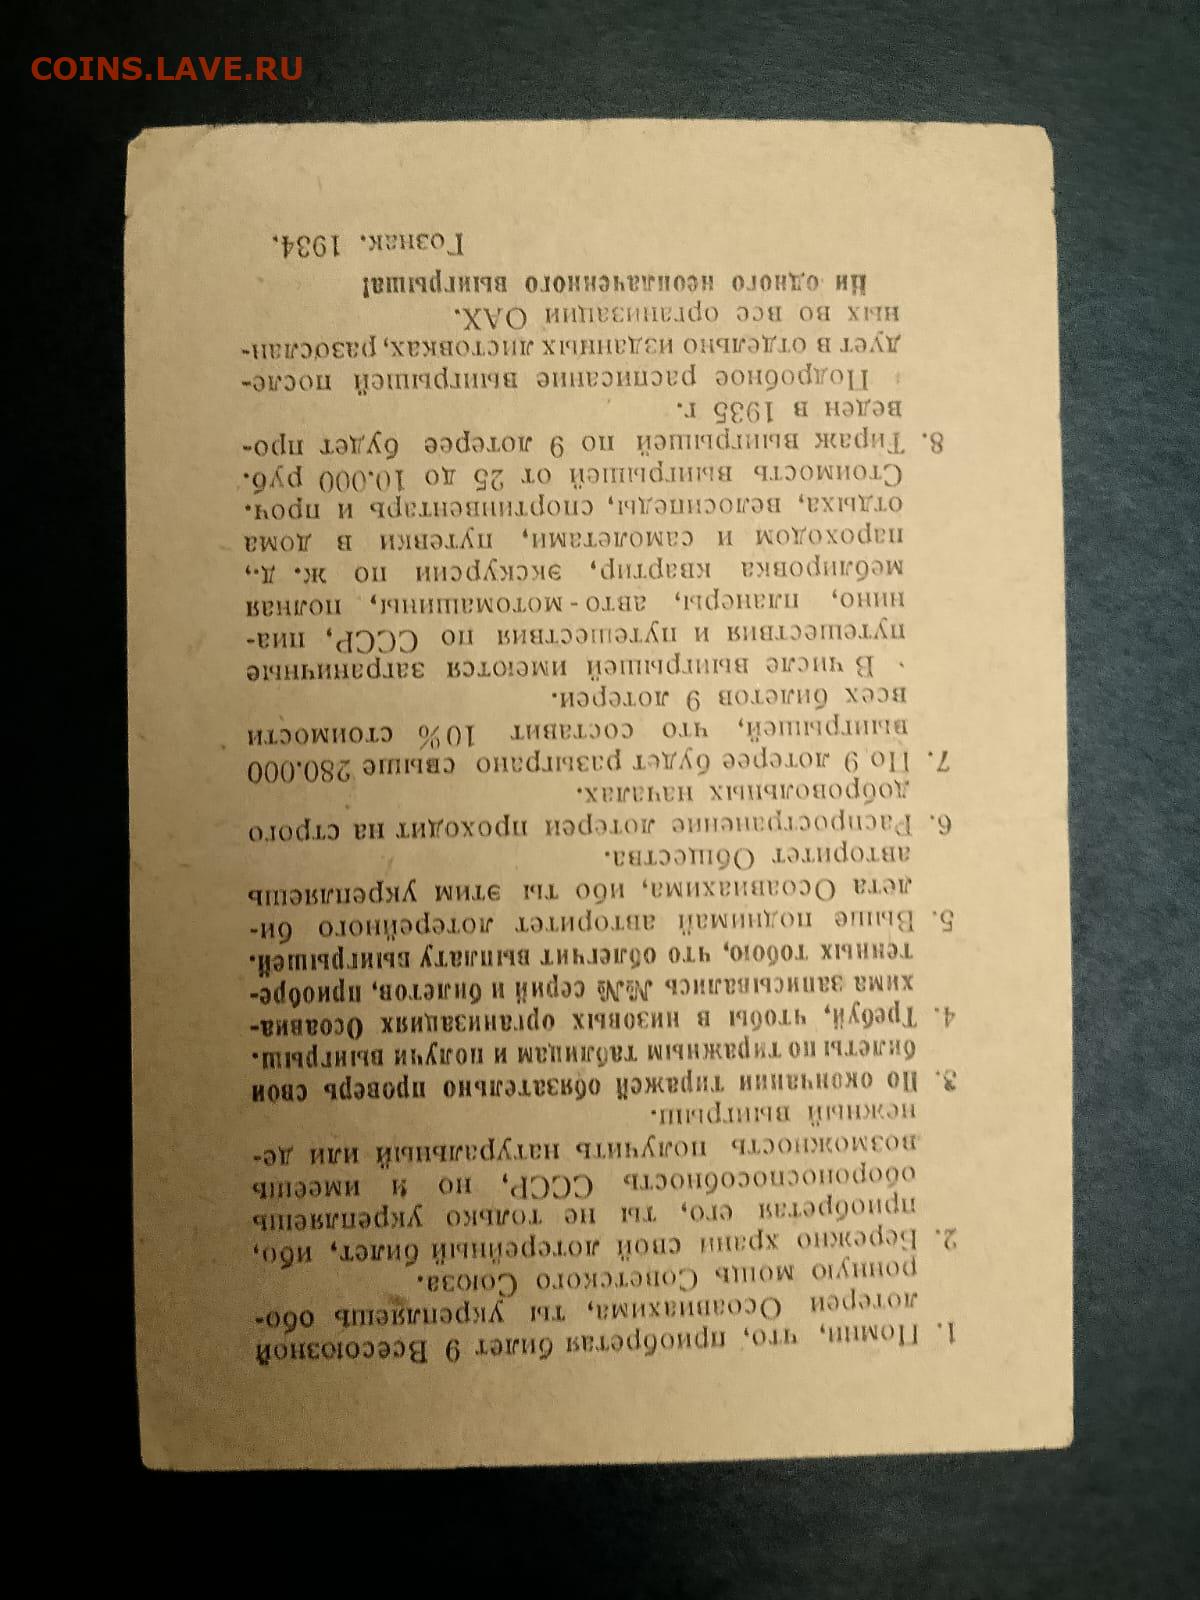 COINS.LAVE.RU
1. Помни, что, приобретая билет 9 Всесоюзной
лотереи Осоавиахима, ты укрепляешь обо-
ронную мощь Советского Союза.
2. Бережно храни свой лотерейный билет, ибо,
приобретая его, ты не только укрепляешь
обороноспособность СССР, но и имеешь
возможность получить натуральный или де-
нежный выигрыш.
3. По окончании тиражей обязательно проверь свои
билеты по тиражным таблицам и получи выигрыш.
4. Требуй, чтобы в низовых организациях Осоавиа-
хима записывались №№ серий и билетов, приобре-
тенных тобою, что облегчит выплату выигрышей.
5. Выше поднимай авторитет лотерейного би-
лета Осоавиахима, ибо ты этим укрепляешь
авторитет Общества.
6. Распространение лотереи проходит на строго
добровольных началах.
7. По 9 лотерее будет разыграно свыше 280.000
выигрышей, что составит 10% стоимости
всех билетов 9 лотереи.
В числе выигрышей имеются заграничные
путешествия и путешествия по СССР, пиа-
нино, планеры, авто-мотомашины, полная
меблировка квартир, экскурсии по ж. д.,
пароходом и самолетами, путевки в дома
отдыха, велосипеды, спортинвентарь и проч.
Стоимость выигрышей от 25 до 10.000 руб.
8. Тираж выигрышей по 9 лотерее будет про-
веден в 1935 г.
Подробное расписание выигрышей после-
дует в отдельно изданных листовках, разослан-
ных во все организации ОАХ.
Ни одного неоплаченного выигрыша!
Гознак. 1934.